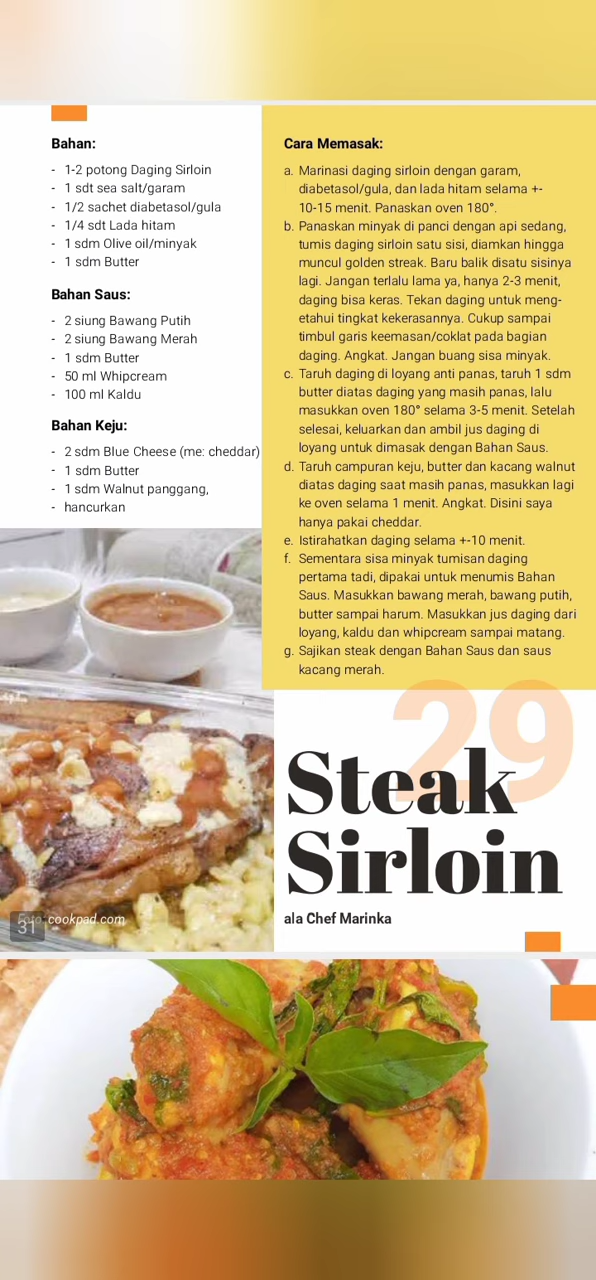 Bahan:
- 1-2 potong Daging Sirloin
- 1 sdt sea salt/garam
- 1/2 sachet diabetasol/gula
- 1/4 sdt Lada hitam
- 1 sdm Olive oil/minyak
- 1 sdm Butter
Bahan Saus:
- 2 siung Bawang Putih
- 2 siung Bawang Merah
- 1 sdm Butter
- 50 ml Whipcream
- 100 ml Kaldu
Bahan Keju:
- 2 sdm Blue Cheese (me: cheddar)
- 1 sdm Butter
- 1 sdm Walnut panggang,
- hancurkan
Cara Memasak:
a. Marinasi daging sirloin dengan garam,
diabetasol/gula, dan lada hitam selama +-
10-15 menit. Panaskan oven 180°.
b. Panaskan minyak di panci dengan api sedang,
tumis daging sirloin satu sisi, diamkan hingga
muncul golden streak. Baru balik disatu sisinya
lagi. Jangan terlalu lama ya, hanya 2-3 menit,
daging bisa keras. Tekan daging untuk meng-
etahui tingkat kekerasannya. Cukup sampai
timbul garis keemasan/coklat pada bagian
daging. Angkat. Jangan buang sisa minyak.
c. Taruh daging di loyang anti panas, taruh 1 sdm
butter diatas daging yang masih panas, lalu
masukkan oven 180° selama 3-5 menit. Setelah
selesai, keluarkan dan ambil jus daging di
loyang untuk dimasak dengan Bahan Saus.
d. Taruh campuran keju, butter dan kacang walnut
diatas daging saat masih panas, masukkan lagi
ke oven selama 1 menit. Angkat. Disini saya
hanya pakai cheddar.
e. Istirahatkan daging selama +-10 menit.
f. Sementara sisa minyak tumisan daging
pertama tadi, dipakai untuk menumis Bahan
Saus. Masukkan bawang merah, bawang putih,
butter sampai harum. Masukkan jus daging dari
loyang, kaldu dan whipcream sampai matang.
g. Sajikan steak dengan Bahan Saus dan saus
kacang merah.
29
Steak
Sirloin
ala Chef Marinka
Foto: cookpad.com
31